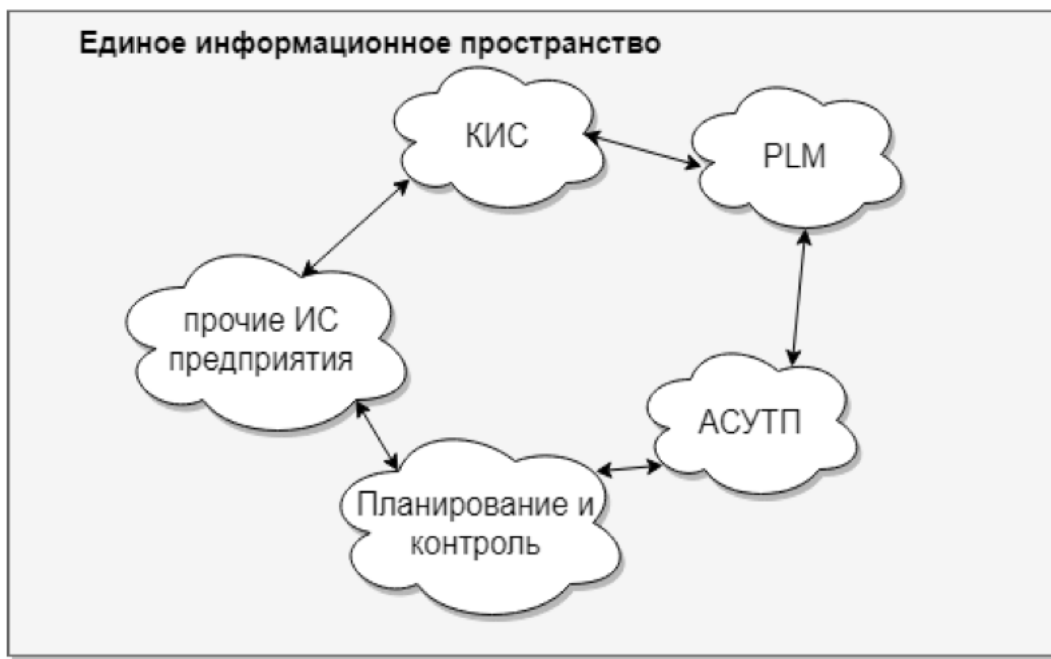 Единое информационное пространство
КИС
PLM
прочие ИС
предприятия
АСУТП
Планирование и
контроль